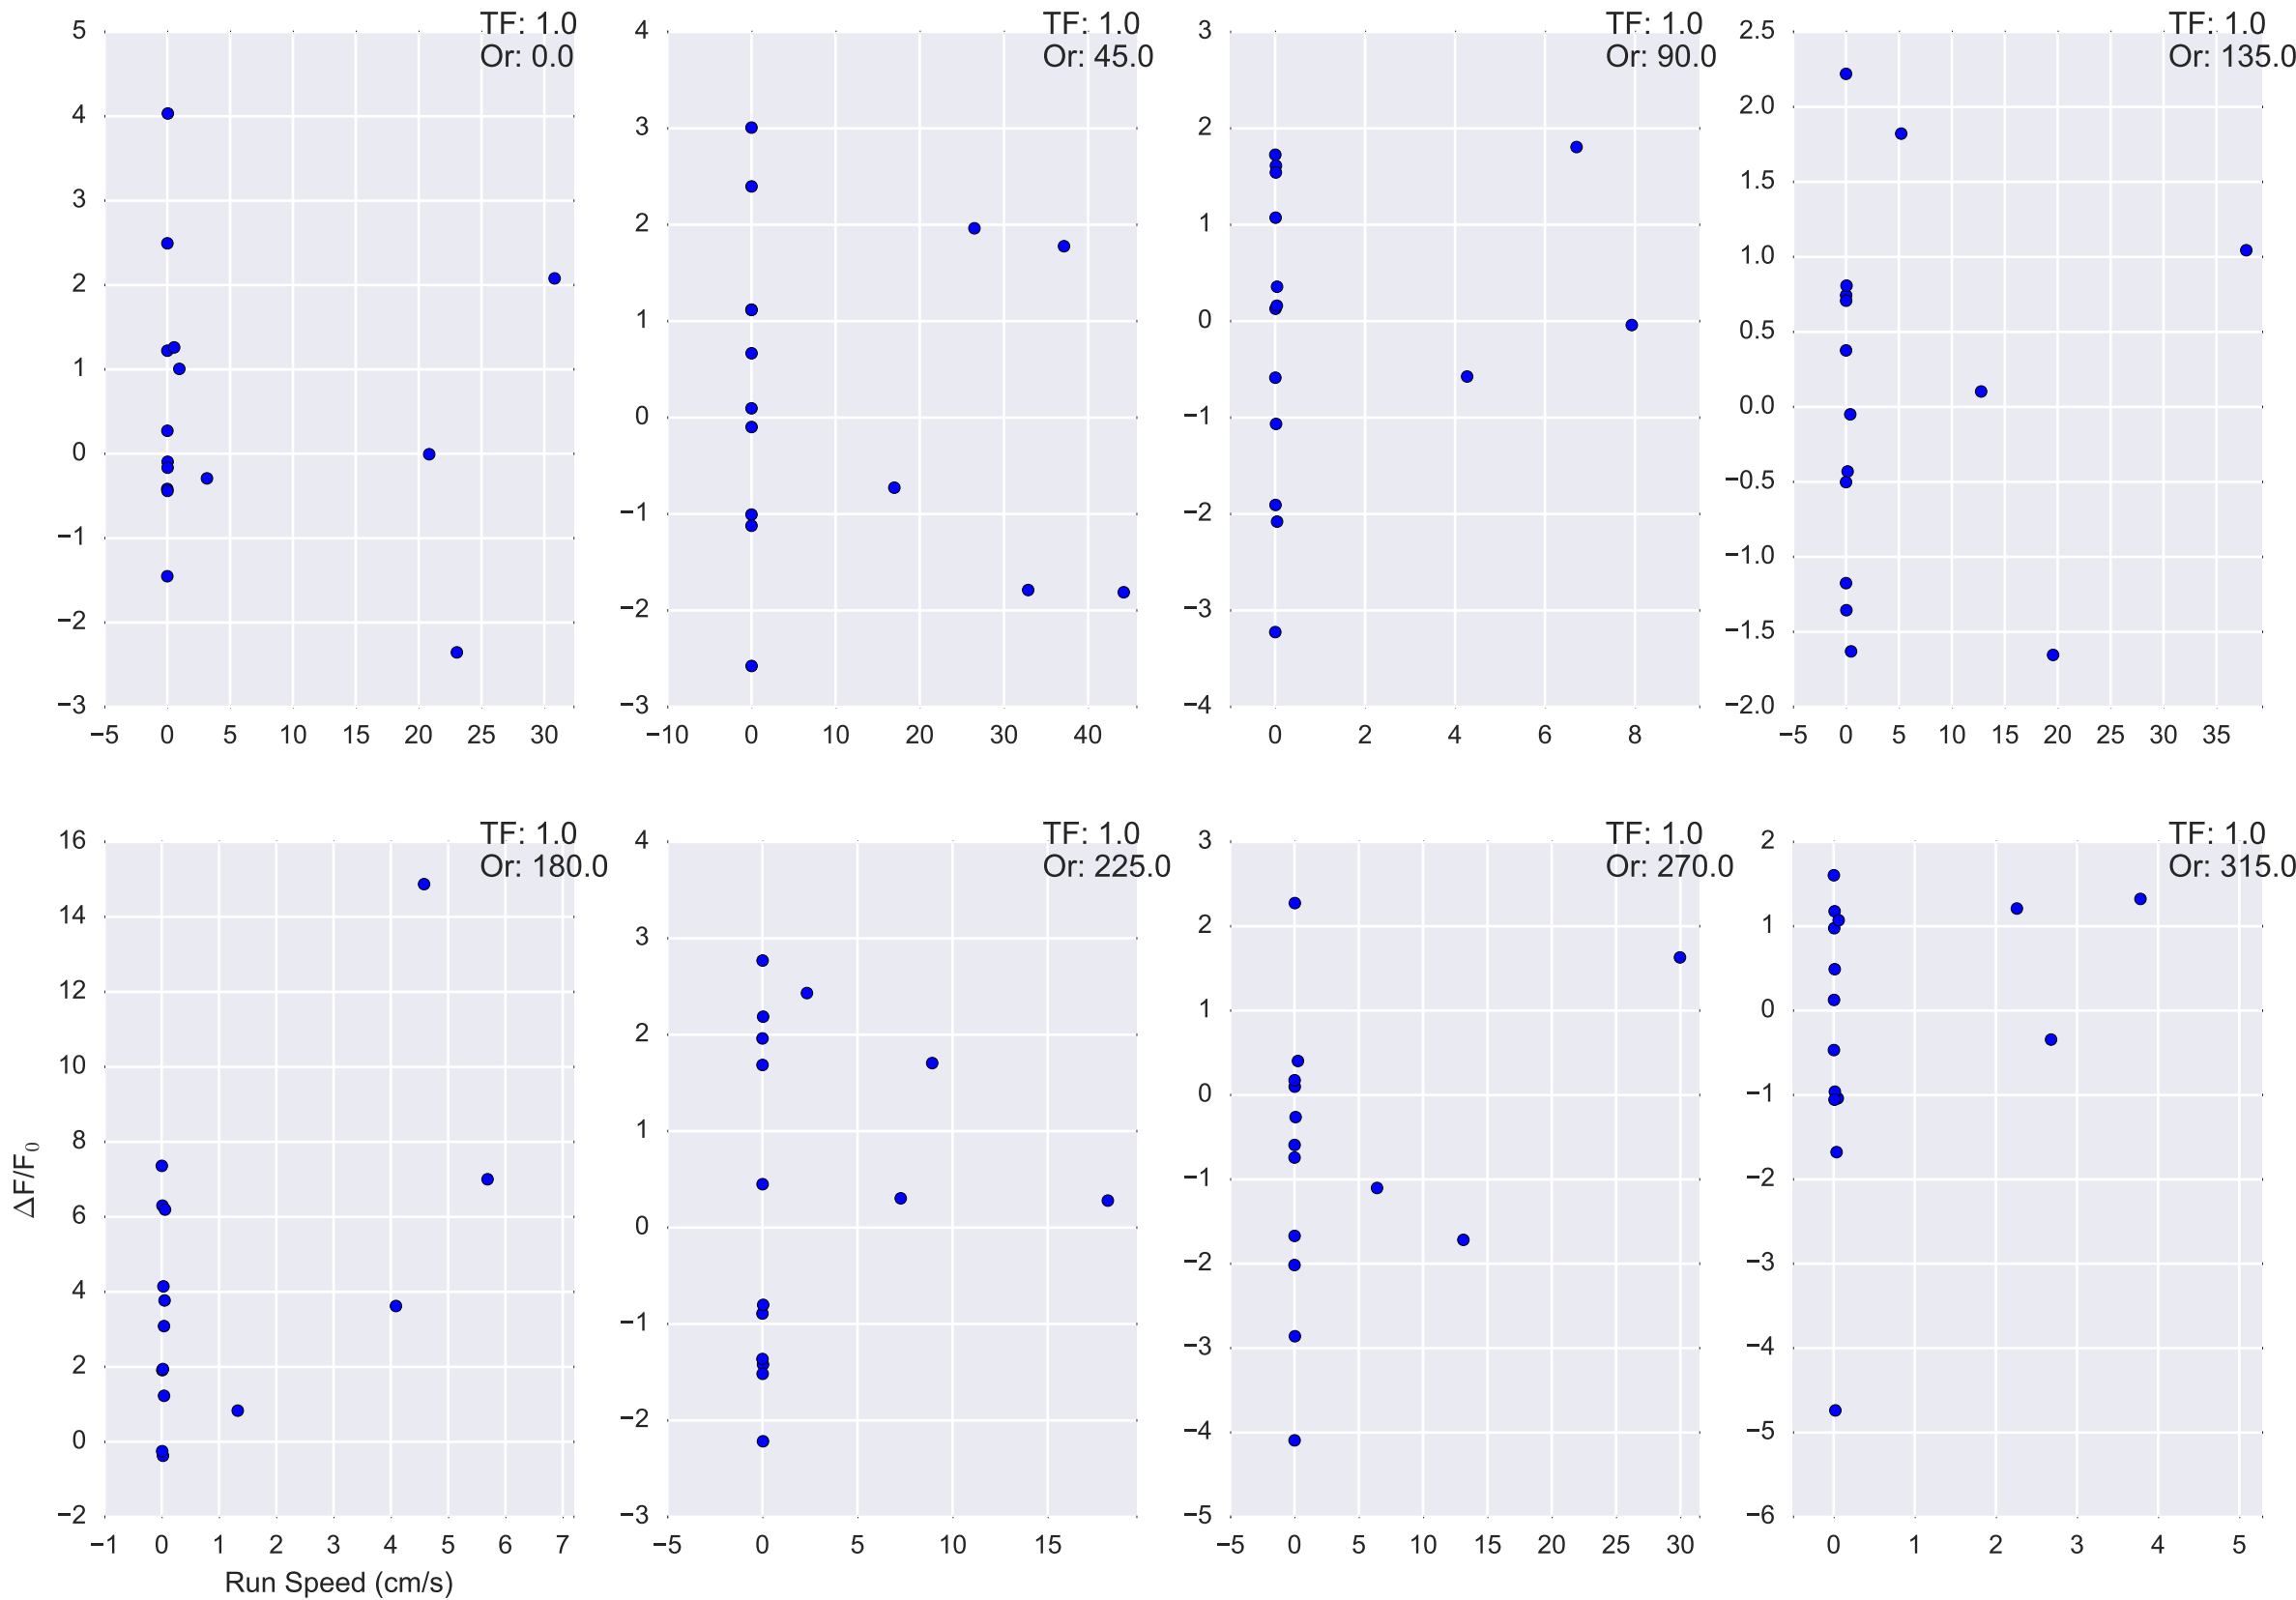 TF: 1.0
Or: 0.0
5
4
3
2
1
0
−1
−2
−3
−5 0 5 10 15 20 25 30
TF: 1.0
Or: 45.0
4
3
2
1
0
−1
−2
−3
−10 0 10 20 30 40
TF: 1.0
Or: 90.0
3
2
1
0
−1
−2
−3
−4
0 2 4 6 8
TF: 1.0
Or: 135.0
2.5
2.0
1.5
1.0
0.5
0.0
−0.5
−1.0
−1.5
−2.0
−5 0 5 10 15 20 25 30 35
TF: 1.0
Or: 180.0
16
14
12
10
8
6
4
2
0
−2
−1 0 1 2 3 4 5 6 7
ΔF/F₀
Run Speed (cm/s)
TF: 1.0
Or: 225.0
4
3
2
1
0
−1
−2
−3
−5 0 5 10 15
TF: 1.0
Or: 270.0
3
2
1
0
−1
−2
−3
−4
−5
−5 0 5 10 15 20 25 30
TF: 1.0
Or: 315.0
2
1
0
−1
−2
−3
−4
−5
−6
0 1 2 3 4 5